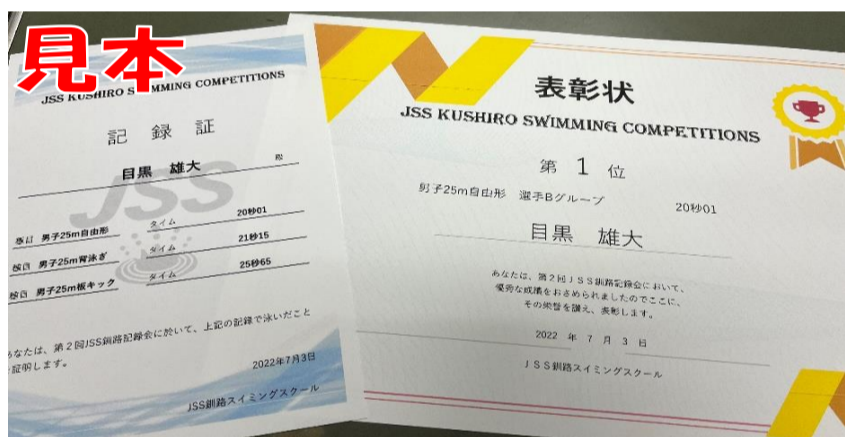 見本
JSS KUSHIRO SWIMMING COMPETITIONS
記録証
目黒 雄大 殿
JSS
種目 男子25m自由形 タイム 20秒01
種目 男子25m背泳ぎ タイム 21秒15
種目 男子25m板キック タイム 25秒65
あなたは、第2回JSS釧路記録会に於いて、上記の記録で泳いだこと
証明します。
2022年7月3日
JSS釧路スイミングスクール
表彰状
JSS KUSHIRO SWIMMING COMPETITIONS
第 1 位
男子25m自由形 選手Bグループ 20秒01
目黒 雄大
あなたは、第2回JSS釧路記録会において、
優秀な成績をおさめられましたのでここに、
その栄誉を讃え、表彰します。
2022 年 7 月 3 日
JSS釧路スイミングスクール